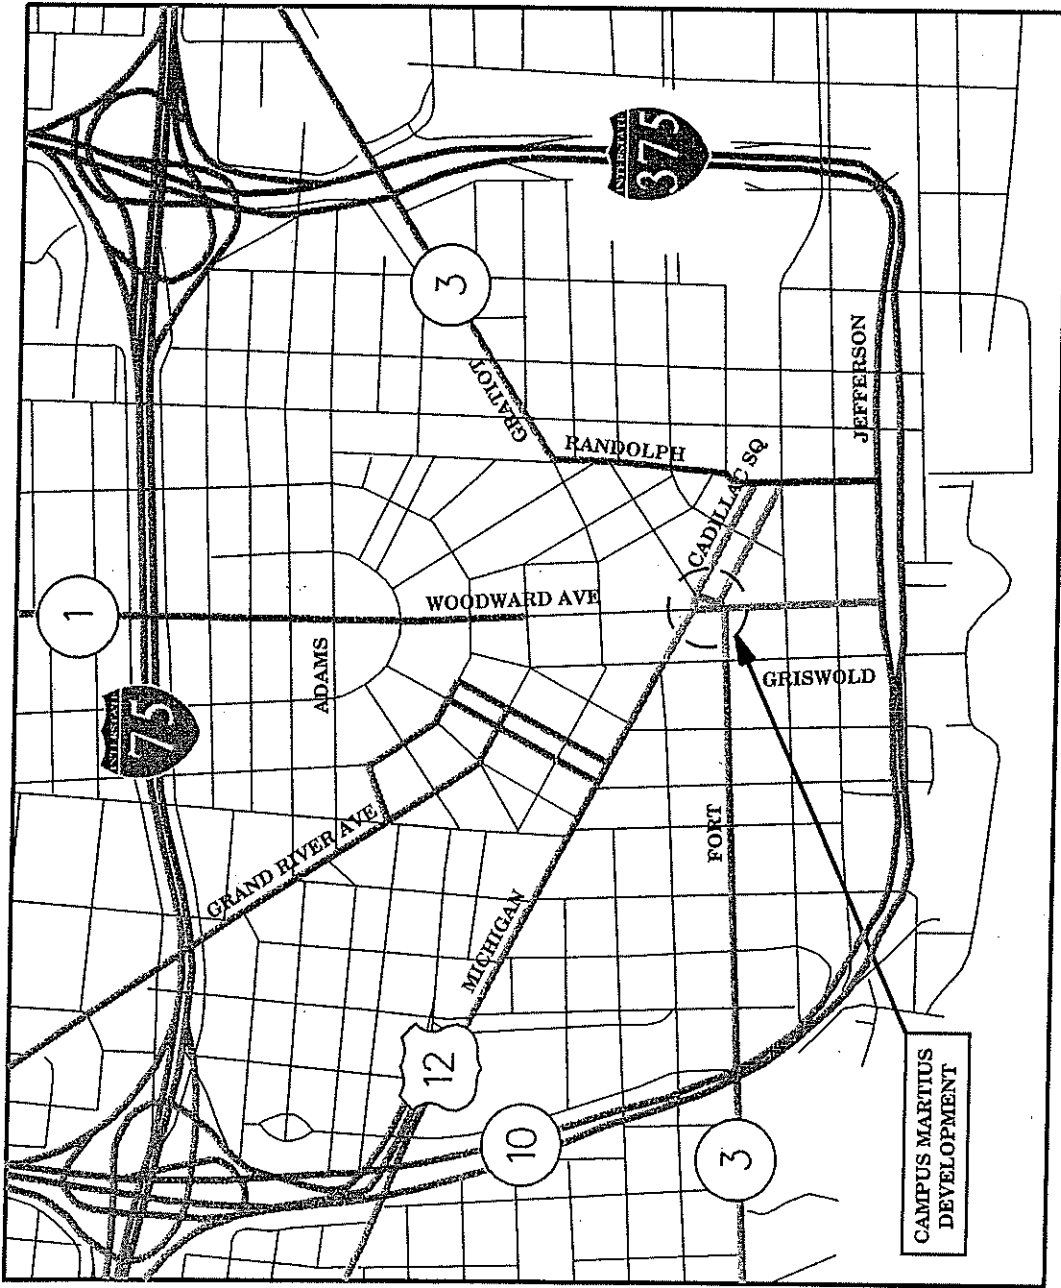 INTERSTATE
375
3
GRATIOT
RANDOLPH
CADILLAC SQ
JEFFERSON
1
WOODWARD AVE
ADAMS
INTERSTATE
75
GRISWOLD
GRAND RIVER AVE
FORT
MICHIGAN
12
10
3
CAMPUS MARTIUS
DEVELOPMENT